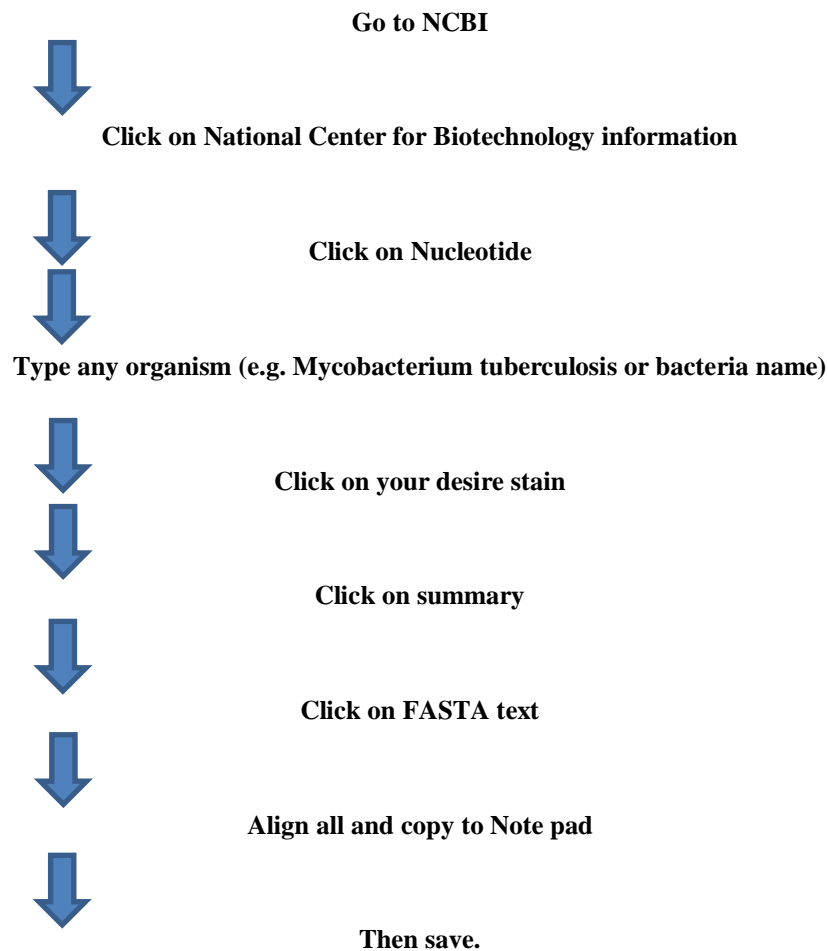 Go to NCBI
Click on National Center for Biotechnology information
Click on Nucleotide
Type any organism (e.g. Mycobacterium tuberculosis or bacteria name)
Click on your desire stain
Click on summary
Click on FASTA text
Align all and copy to Note pad
Then save.